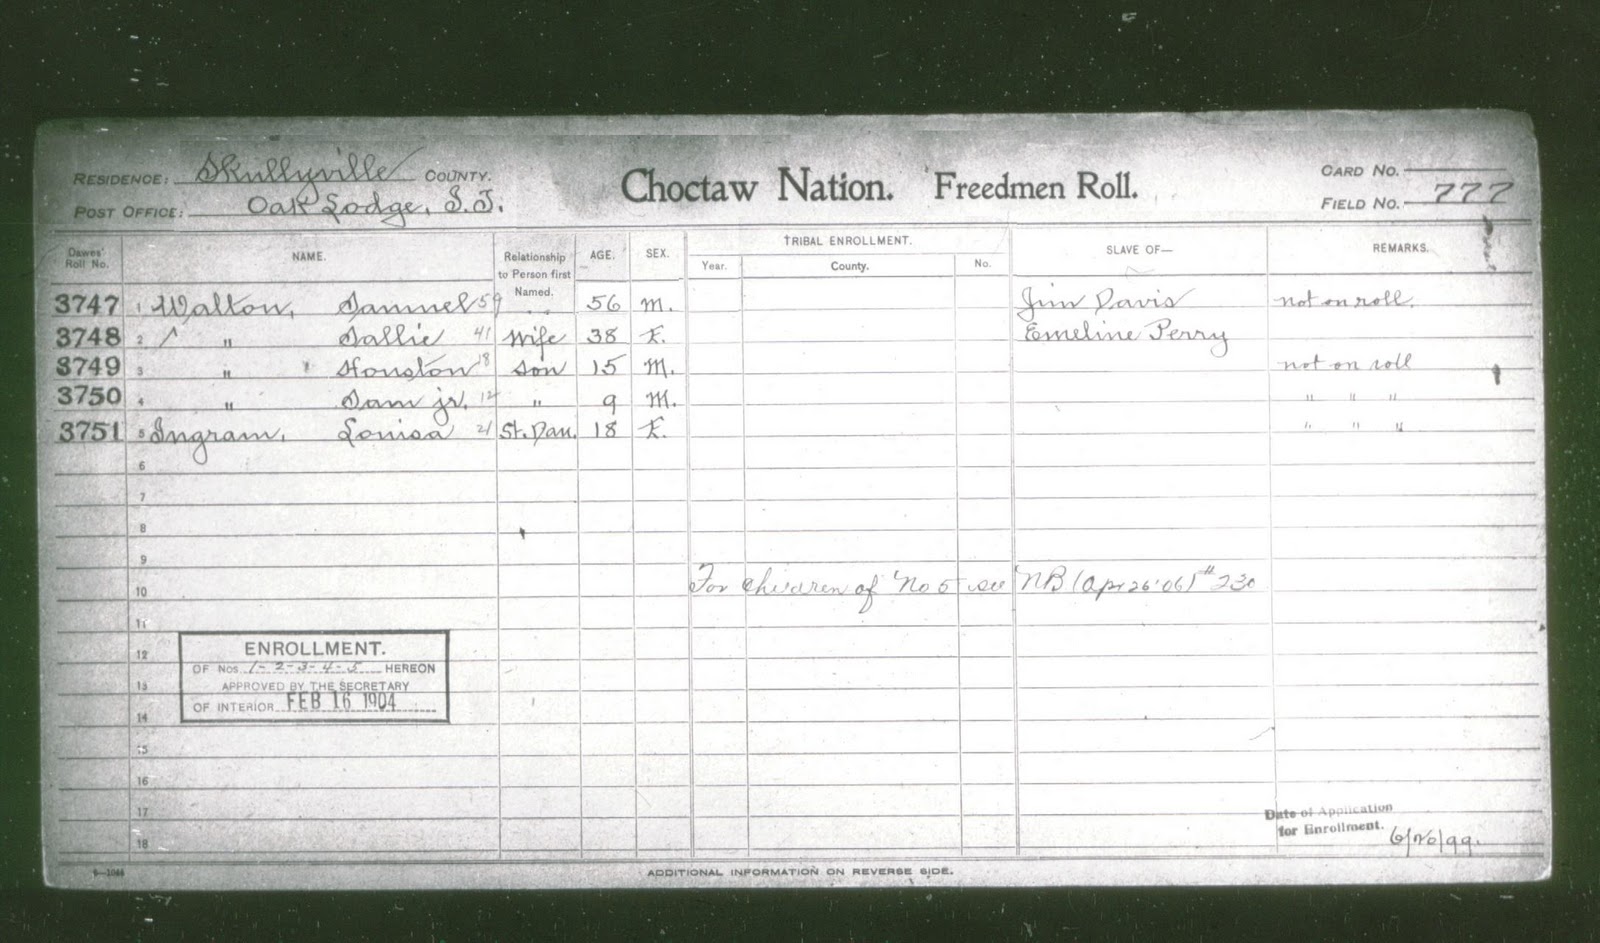 Choctaw Nation. Freedmen Roll.
RESIDENCE: Skullyville COUNTY.
POST OFFICE: Oak Lodge, I.T.
CARD NO.
FIELD NO. 777
Dawes' Roll No. NAME. Relationship to Person first Named. AGE. SEX. TRIBAL ENROLLMENT. SLAVE OF— REMARKS.
Year. County. No.
3747 1 Walton, Samuel 59 56 M. Jim Davis not on roll.
3748 2 " Sallie 41 Wife 38 F. Emeline Perry
3749 3 " Houston 18 Son 15 M. not on roll
3750 4 " Sam jr. 12 " 9 M. " " "
3751 5 Ingram, Louisa 21 St. Dau. 18 F. " " "
6
7
8
9
10 For children of No 5 see NB (Apr 26 '06) # 230
11
12
13
14
15
16
17
18
ENROLLMENT.
OF NOS. 1-2-3-4-5 HEREON
APPROVED BY THE SECRETARY
OF INTERIOR FEB 16 1904
Date of Application
for Enrollment. 6/20/99.
ADDITIONAL INFORMATION ON REVERSE SIDE.